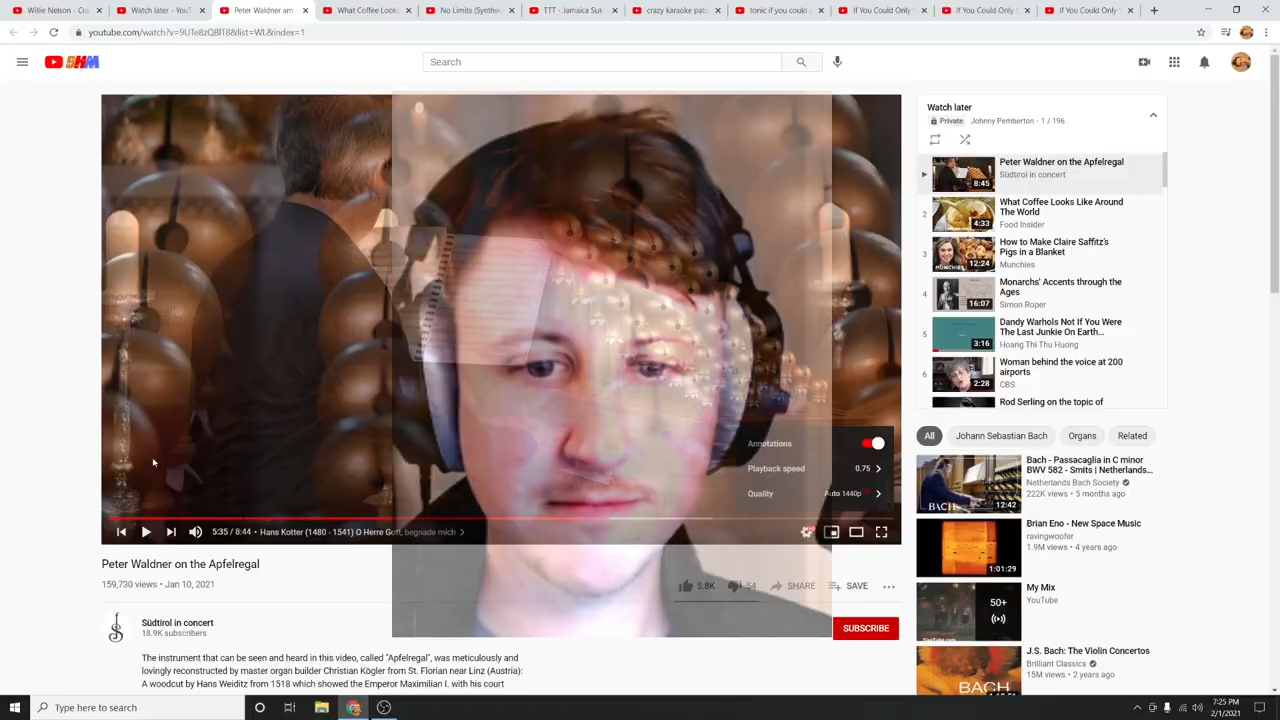 Willie Nelson - Cra
Watch later - YouT
Peter Waldner am
What Coffee Looks
No Limits (Synthw
TTT - Jamaica Suk
crazy karaoke pats
tonic if you could s
If You Could Only S
If You Could Only S
If You Could Only S
youtube.com/watch?v=9UTe8zQBlT8&list=WL&index=1
BHM
Search
Watch later
Private Johnny Pemberton - 1 / 196
Peter Waldner on the Apfelregal
Südtirol in concert
8:45
2
What Coffee Looks Like Around
The World
Food Insider
4:33
3
How to Make Claire Saffitz's
Pigs in a Blanket
Munchies
MUNCHIES
12:24
4
Monarchs' Accents through the
Ages
Simon Roper
16:07
5
Dandy Warhols Not If You Were
The Last Junkie On Earth...
Hoang Thi Thu Huong
3:16
6
Woman behind the voice at 200
airports
CBS
2:28
Rod Serling on the topic of
All
Johann Sebastian Bach
Organs
Related
Annotations
Playback speed 0.75
Quality Auto 1440p
5:35 / 8:44 • Hans Kotter (1480 - 1541) O Herre Gott, begnade mich
Peter Waldner on the Apfelregal
159,730 views • Jan 10, 2021
5.8K
54
SHARE
SAVE
Südtirol in concert
18.9K subscribers
SUBSCRIBE
The instrument that can be seen and heard in this video, called "Apfelregal", was meticulously and
lovingly reconstructed by master organ builder Christian Kögler from St. Florian near Linz (Austria):
A woodcut by Hans Weiditz from 1518 which showed the Emperor Maximilian I. with his court
Bach - Passacaglia in C minor
BWV 582 - Smits | Netherlands...
Netherlands Bach Society
222K views • 5 months ago
BACH
12:42
Brian Eno - New Space Music
ravingwoofer
1.9M views • 4 years ago
1:01:29
My Mix
YouTube
50+
J.S. Bach: The Violin Concertos
Brilliant Classics
15M views • 2 years ago
BACH
Type here to search
7:25 PM
2/1/2021